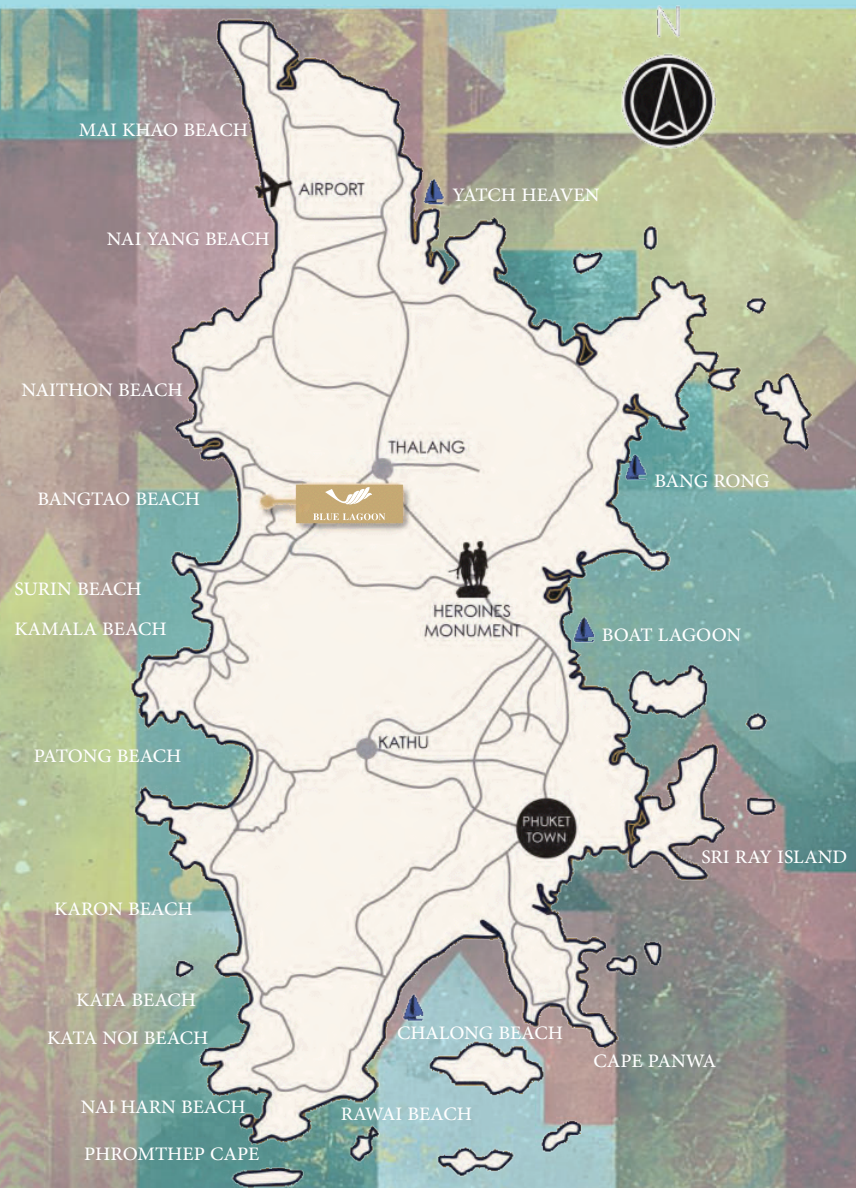 N
MAI KHAO BEACH
AIRPORT
YATCH HEAVEN
NAI YANG BEACH
NAITHON BEACH
THALANG
BANG RONG
BANGTAO BEACH
BLUE LAGOON
SURIN BEACH
HEROINES
MONUMENT
KAMALA BEACH
BOAT LAGOON
PATONG BEACH
KATHU
PHUKET
TOWN
SRI RAY ISLAND
KARON BEACH
KATA BEACH
KATA NOI BEACH
CHALONG BEACH
CAPE PANWA
NAI HARN BEACH
RAWAI BEACH
PHROMTHEP CAPE